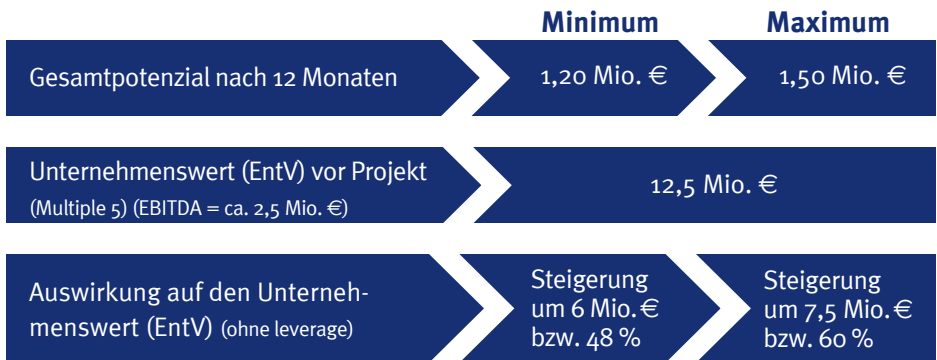 Minimum Maximum
Gesamtpotenzial nach 12 Monaten 1,20 Mio. € 1,50 Mio. €
Unternehmenswert (EntV) vor Projekt
(Multiple 5) (EBITDA = ca. 2,5 Mio. €)
12,5 Mio. €
Auswirkung auf den Unterneh-
menswert (EntV) (ohne leverage)
Steigerung
um 6 Mio. €
bzw. 48 %
Steigerung
um 7,5 Mio. €
bzw. 60 %